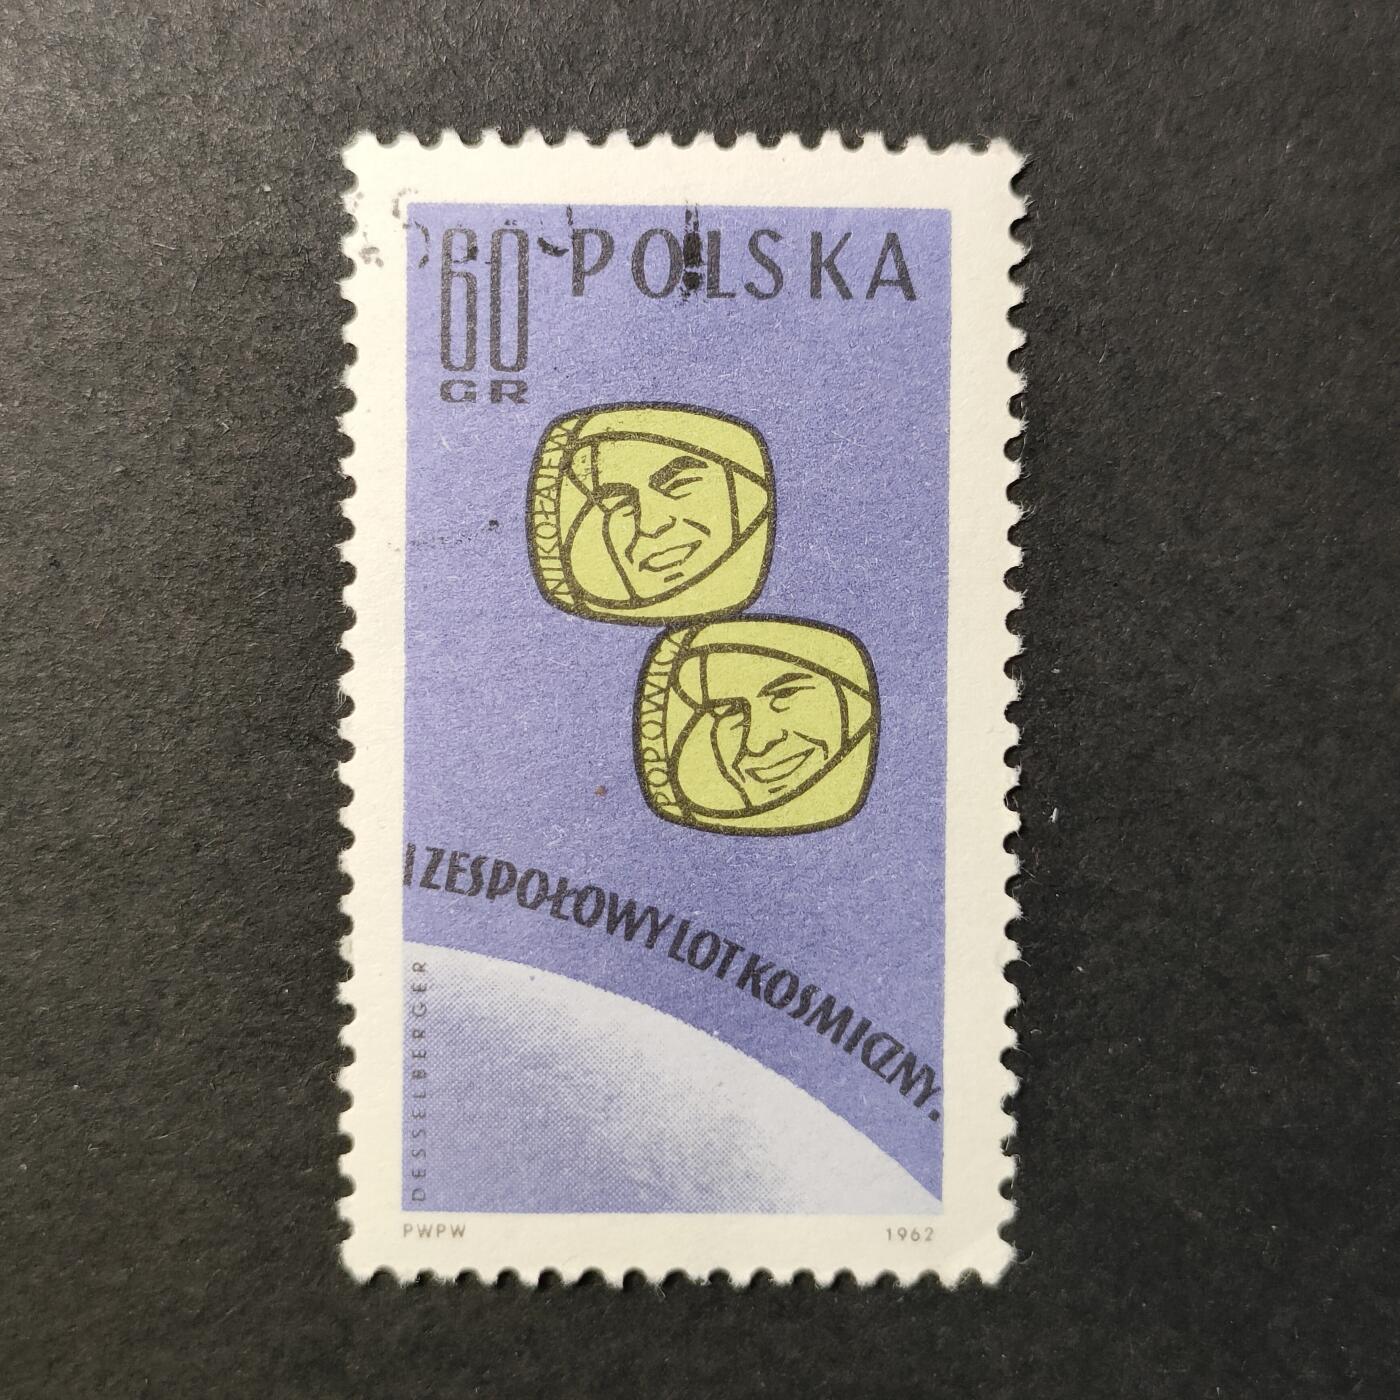 60 POLSKA
GR
NIKOŁAJEW
POPOWICZ
I ZESPOŁOWY LOT KOSMICZNY.
DESSELBERGER
PWPW 1962